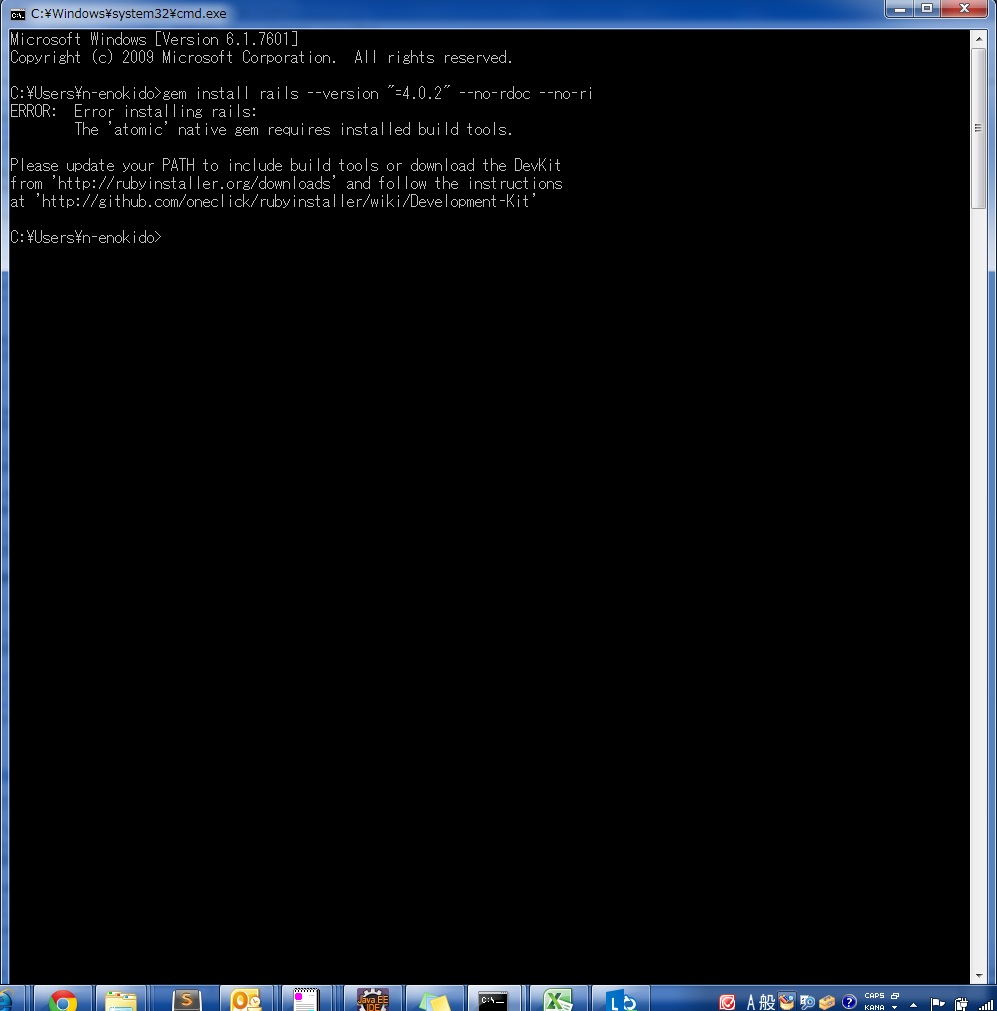 C:¥Windows¥system32¥cmd.exe
Microsoft Windows [Version 6.1.7601]
Copyright (c) 2009 Microsoft Corporation.  All rights reserved.
C:¥Users¥n-enokido>gem install rails --version "=4.0.2" --no-rdoc --no-ri
ERROR:  Error installing rails:
The 'atomic' native gem requires installed build tools.
Please update your PATH to include build tools or download the DevKit
from 'http://rubyinstaller.org/downloads' and follow the instructions
at 'http://github.com/oneclick/rubyinstaller/wiki/Development-Kit'
C:¥Users¥n-enokido>
Java EE
IDE
A 般
CAPS
KANA